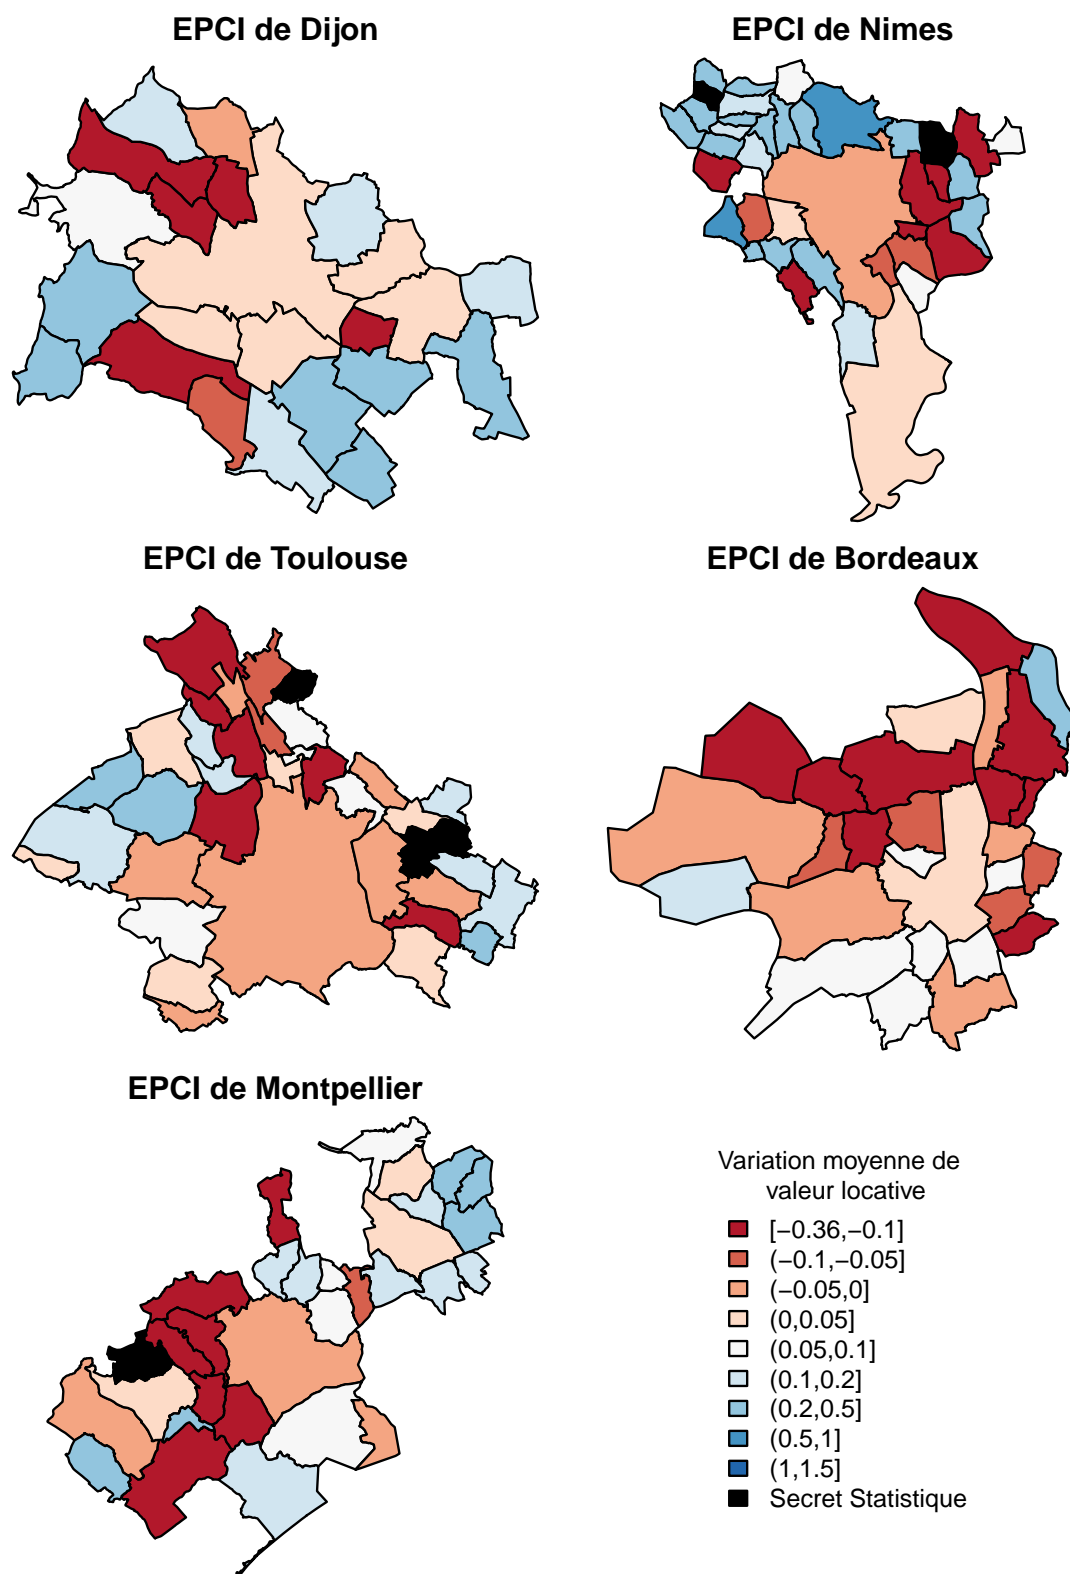 EPCI de Dijon
EPCI de Nimes
EPCI de Toulouse
EPCI de Bordeaux
EPCI de Montpellier
Variation moyenne de
valeur locative
[−0.36,−0.1]
(−0.1,−0.05]
(−0.05,0]
(0,0.05]
(0.05,0.1]
(0.1,0.2]
(0.2,0.5]
(0.5,1]
(1,1.5]
Secret Statistique